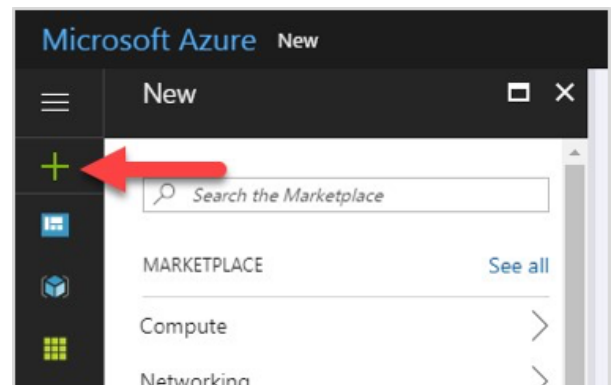 Microsoft Azure New
New
Search the Marketplace
MARKETPLACE See all
Compute
Networking